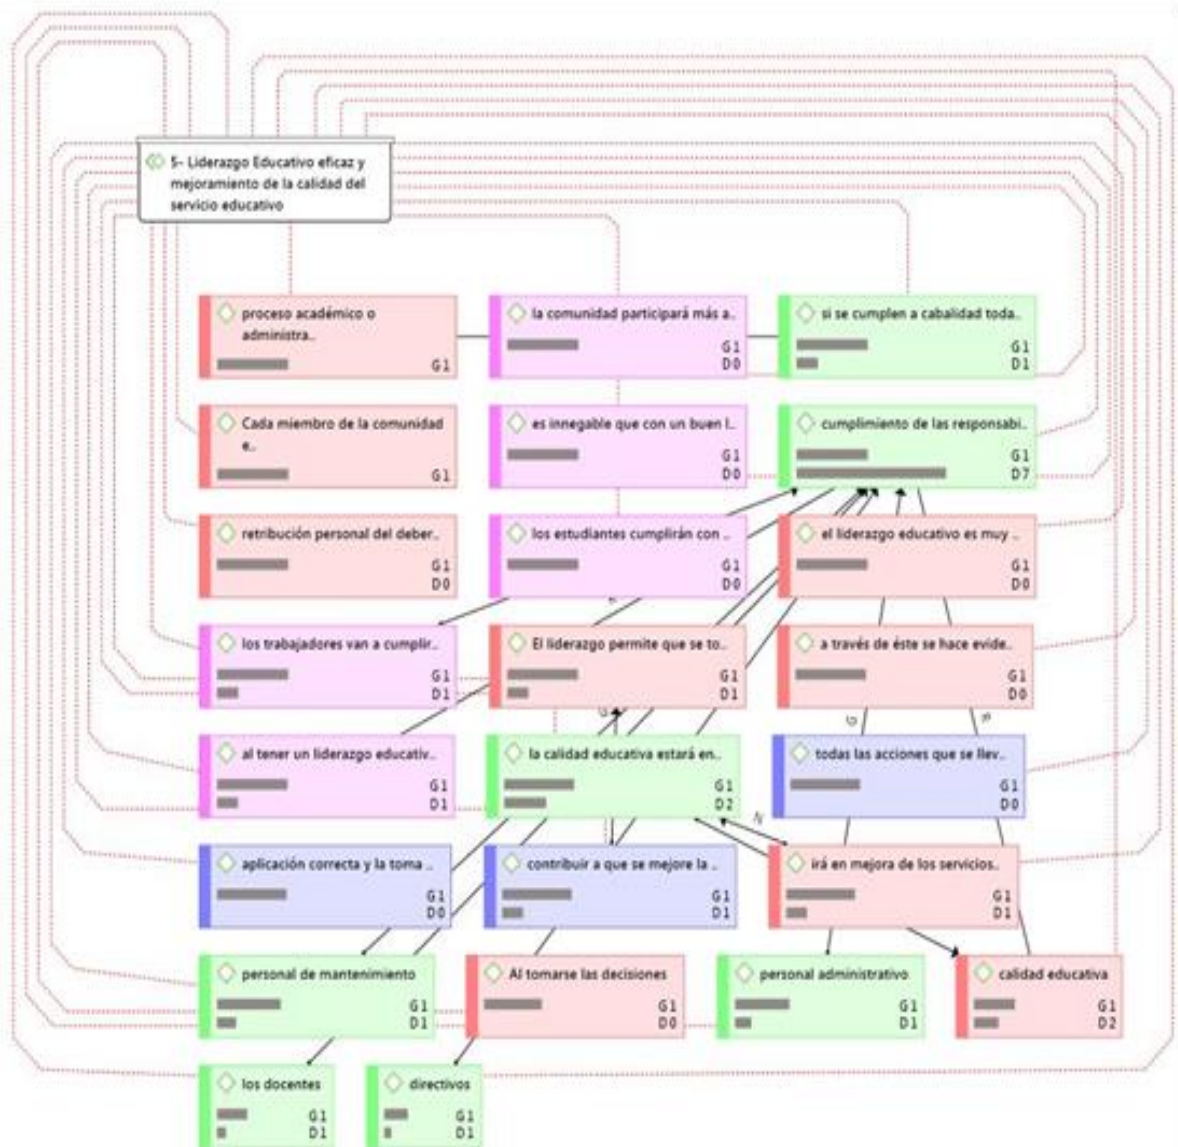 5- Liderazgo Educativo eficaz y
mejoramiento de la calidad del
servicio educativo
proceso académico o
administra..
G1
la comunidad participará más a..
G1
D0
si se cumplen a cabalidad toda..
G1
D1
Cada miembro de la comunidad
e..
G1
es innegable que con un buen l..
G1
D0
cumplimiento de las responsabi..
G1
D7
retribución personal del deber..
G1
D0
los estudiantes cumplirán con ..
G1
D0
el liderazgo educativo es muy ..
G1
D0
los trabajadores van a cumplir..
G1
D1
El liderazgo permite que se to..
G1
D1
a través de éste se hace evide..
G1
D0
al tener un liderazgo educativ..
G1
D1
la calidad educativa estará en..
G1
D2
todas las acciones que se llev..
G1
D0
aplicación correcta y la toma ..
G1
D0
contribuir a que se mejore la ..
G1
D1
irá en mejora de los servicios..
G1
D1
personal de mantenimiento
G1
D1
Al tomarse las decisiones
G1
D0
personal administrativo
G1
D1
calidad educativa
G1
D2
los docentes
G1
D1
directivos
G1
D1